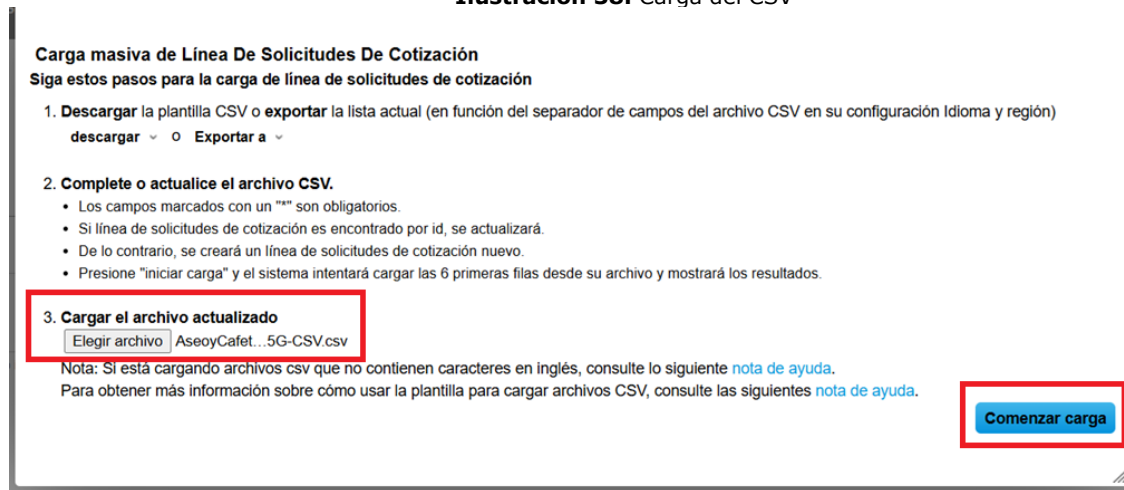 Ilustración 38. Carga del CSV
Carga masiva de Línea De Solicitudes De Cotización
Siga estos pasos para la carga de línea de solicitudes de cotización
1. Descargar la plantilla CSV o exportar la lista actual (en función del separador de campos del archivo CSV en su configuración Idioma y región)
descargar o Exportar a
2. Complete o actualice el archivo CSV.
• Los campos marcados con un "*" son obligatorios.
• Si línea de solicitudes de cotización es encontrado por id, se actualizará.
• De lo contrario, se creará un línea de solicitudes de cotización nuevo.
• Presione "iniciar carga" y el sistema intentará cargar las 6 primeras filas desde su archivo y mostrará los resultados.
3. Cargar el archivo actualizado
Elegir archivo AseoyCafet…5G-CSV.csv
Nota: Si está cargando archivos csv que no contienen caracteres en inglés, consulte lo siguiente nota de ayuda.
Para obtener más información sobre cómo usar la plantilla para cargar archivos CSV, consulte las siguientes nota de ayuda.
Comenzar carga